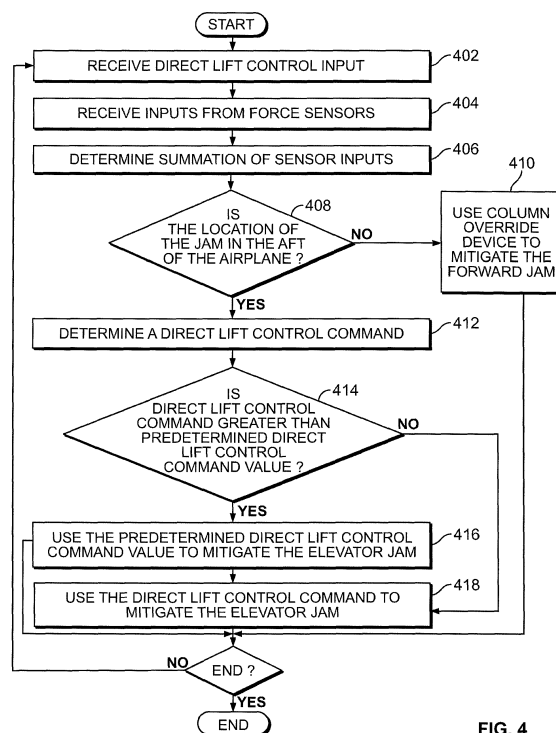 START
RECEIVE DIRECT LIFT CONTROL INPUT
402
RECEIVE INPUTS FROM FORCE SENSORS
404
DETERMINE SUMMATION OF SENSOR INPUTS
406
IS
THE LOCATION OF
THE JAM IN THE AFT
OF THE AIRPLANE ?
408
NO
410
USE COLUMN
OVERRIDE
DEVICE TO
MITIGATE THE
FORWARD JAM
YES
DETERMINE A DIRECT LIFT CONTROL COMMAND
412
IS
DIRECT LIFT CONTROL
COMMAND GREATER THAN
PREDETERMINED DIRECT
LIFT CONTROL
COMMAND VALUE ?
414
NO
YES
USE THE PREDETERMINED DIRECT LIFT CONTROL
COMMAND VALUE TO MITIGATE THE ELEVATOR JAM
416
USE THE DIRECT LIFT CONTROL COMMAND TO
MITIGATE THE ELEVATOR JAM
418
NO
END ?
YES
END
FIG. 4